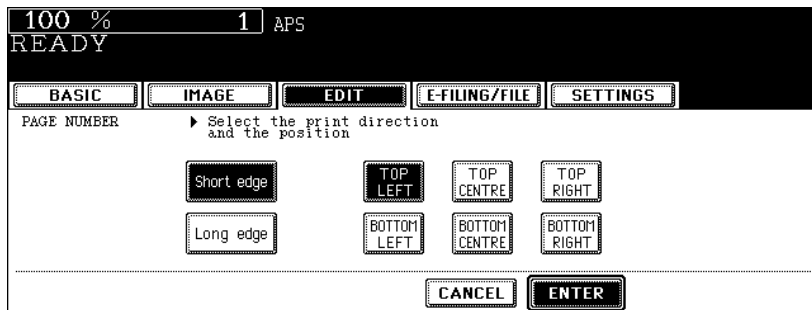 100 % 1 APS
READY
BASIC IMAGE EDIT E-FILING/FILE SETTINGS
PAGE NUMBER ▶ Select the print direction
and the position
Short edge TOP LEFT TOP CENTRE TOP RIGHT
Long edge BOTTOM LEFT BOTTOM CENTRE BOTTOM RIGHT
CANCEL ENTER